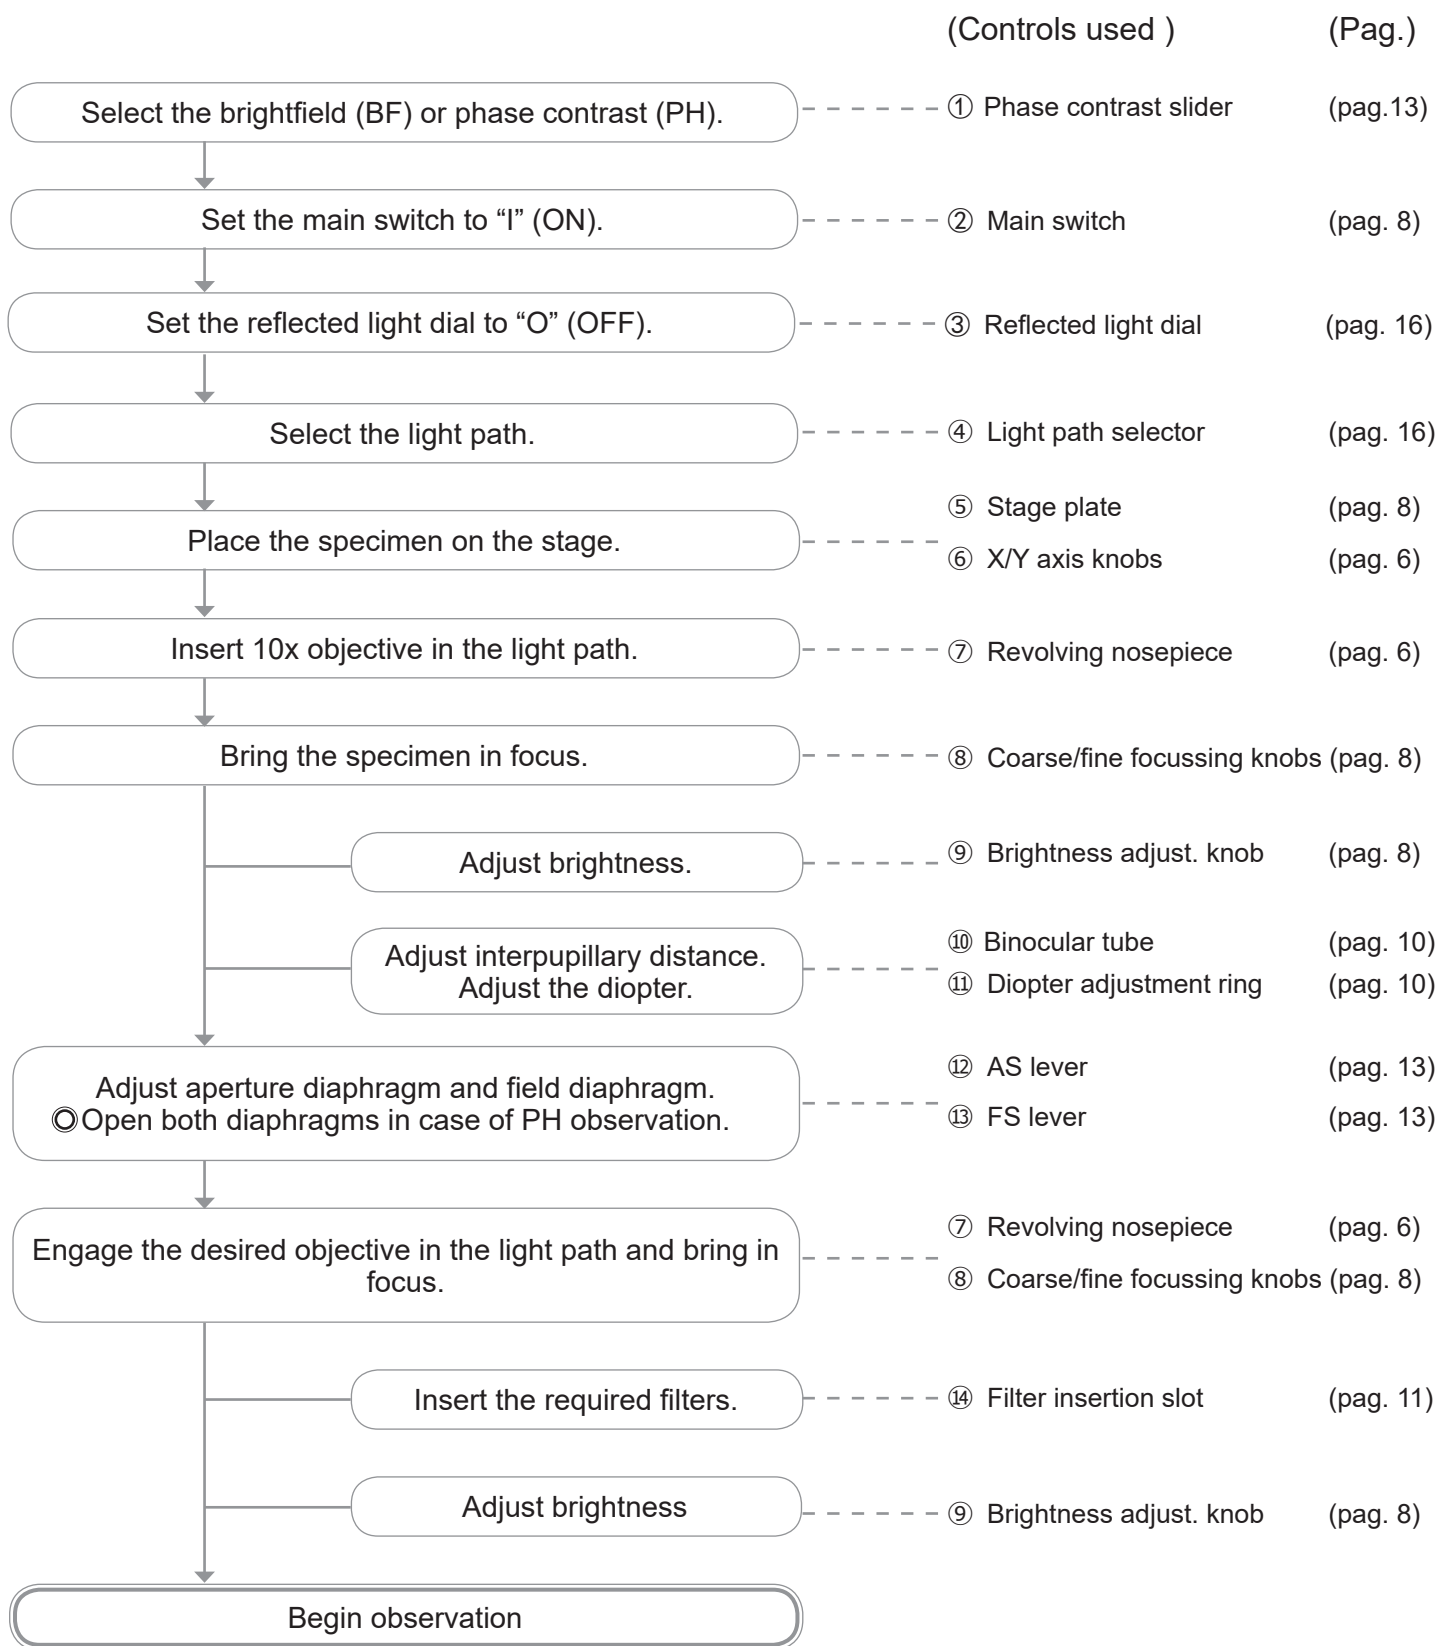 (Controls used ) (Pag.)
Select the brightfield (BF) or phase contrast (PH). ① Phase contrast slider (pag.13)
Set the main switch to “I” (ON). ② Main switch (pag. 8)
Set the reflected light dial to “O” (OFF). ③ Reflected light dial (pag. 16)
Select the light path. ④ Light path selector (pag. 16)
Place the specimen on the stage.
⑤ Stage plate (pag. 8)
⑥ X/Y axis knobs (pag. 6)
Insert 10x objective in the light path. ⑦ Revolving nosepiece (pag. 6)
Bring the specimen in focus. ⑧ Coarse/fine focussing knobs (pag. 8)
Adjust brightness. ⑨ Brightness adjust. knob (pag. 8)
Adjust interpupillary distance.
Adjust the diopter.
⑩ Binocular tube (pag. 10)
⑪ Diopter adjustment ring (pag. 10)
Adjust aperture diaphragm and field diaphragm.
◎Open both diaphragms in case of PH observation.
⑫ AS lever (pag. 13)
⑬ FS lever (pag. 13)
Engage the desired objective in the light path and bring in
focus.
⑦ Revolving nosepiece (pag. 6)
⑧ Coarse/fine focussing knobs (pag. 8)
Insert the required filters. ⑭ Filter insertion slot (pag. 11)
Adjust brightness ⑨ Brightness adjust. knob (pag. 8)
Begin observation